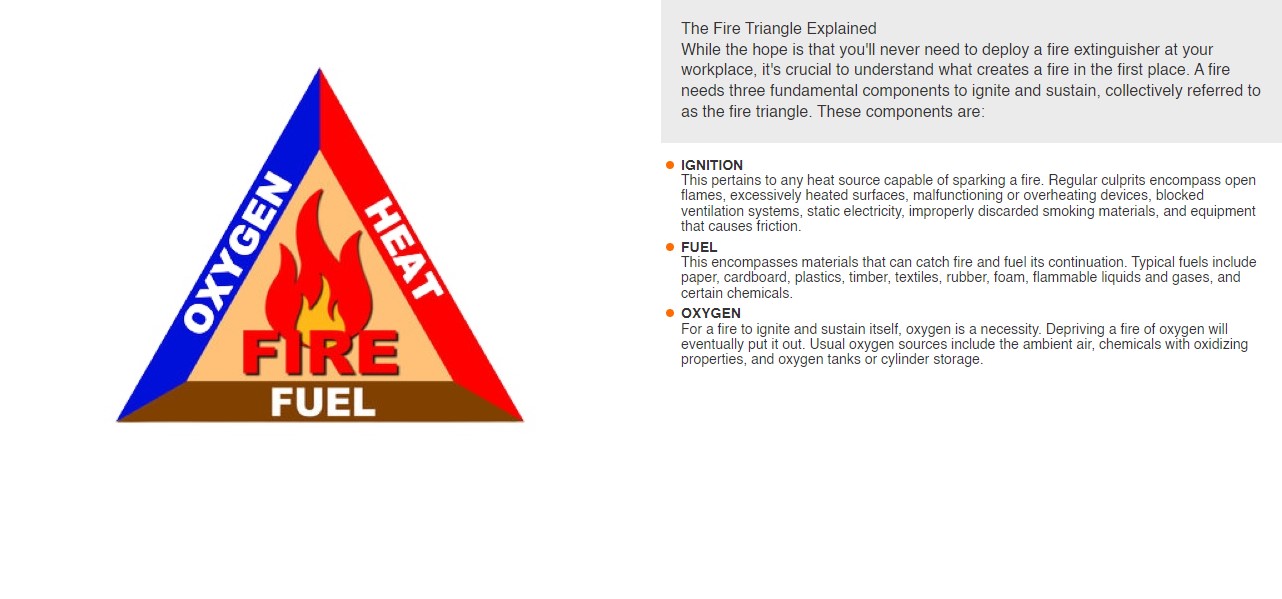 OXYGEN
HEAT
FIRE
FUEL
The Fire Triangle Explained
While the hope is that you'll never need to deploy a fire extinguisher at your
workplace, it's crucial to understand what creates a fire in the first place. A fire
needs three fundamental components to ignite and sustain, collectively referred to
as the fire triangle. These components are:
IGNITION
This pertains to any heat source capable of sparking a fire. Regular culprits encompass open
flames, excessively heated surfaces, malfunctioning or overheating devices, blocked
ventilation systems, static electricity, improperly discarded smoking materials, and equipment
that causes friction.
FUEL
This encompasses materials that can catch fire and fuel its continuation. Typical fuels include
paper, cardboard, plastics, timber, textiles, rubber, foam, flammable liquids and gases, and
certain chemicals.
OXYGEN
For a fire to ignite and sustain itself, oxygen is a necessity. Depriving a fire of oxygen will
eventually put it out. Usual oxygen sources include the ambient air, chemicals with oxidizing
properties, and oxygen tanks or cylinder storage.